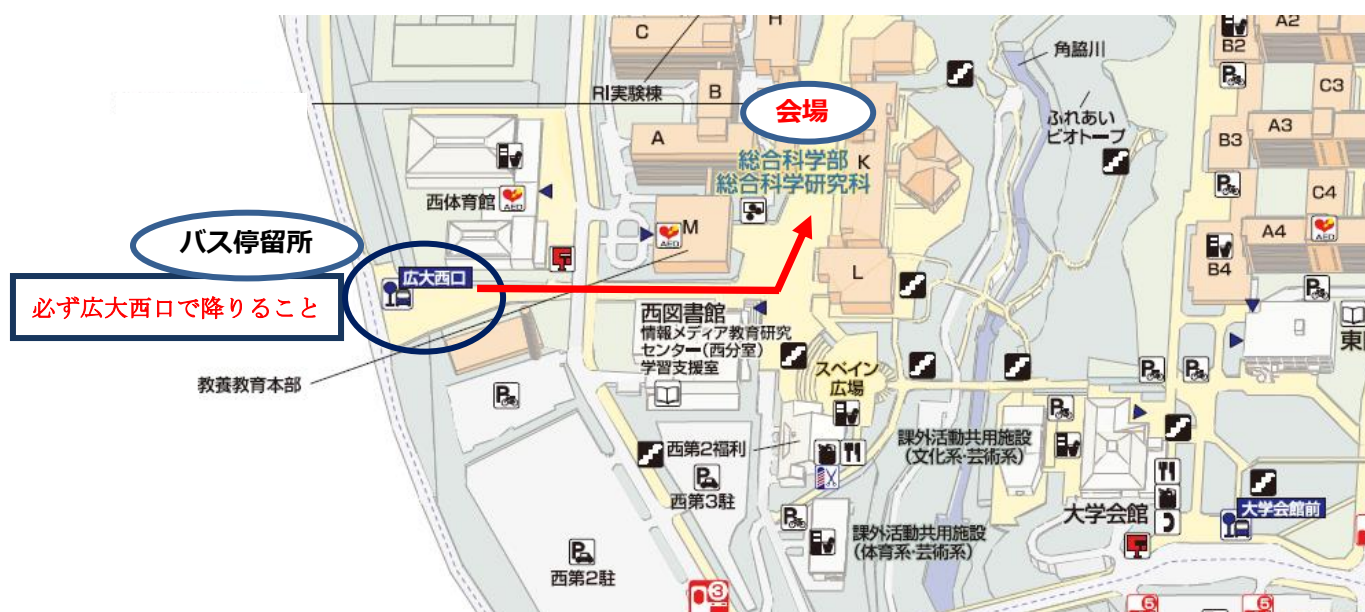 C
H
RI実験棟
B
会場
A
総合科学部
総合科学研究科
K
角脇川
ふれあい
ビオトープ
B2
A2
C3
A3
B3
C4
A4
B4
西体育館
AED
バス停留所
広大西口
必ず広大西口で降りること
M
AED
L
AED
教養教育本部
西図書館
情報メディア教育研究
センター(西分室)
学習支援室
スペイン
広場
P
P
P
P
P
西第2福利
P
西第3駐
P
課外活動共用施設
(文化系・芸術系)
P
課外活動共用施設
(体育系・芸術系)
大学会館
大学会館前
P
西第2駐
3
6
6